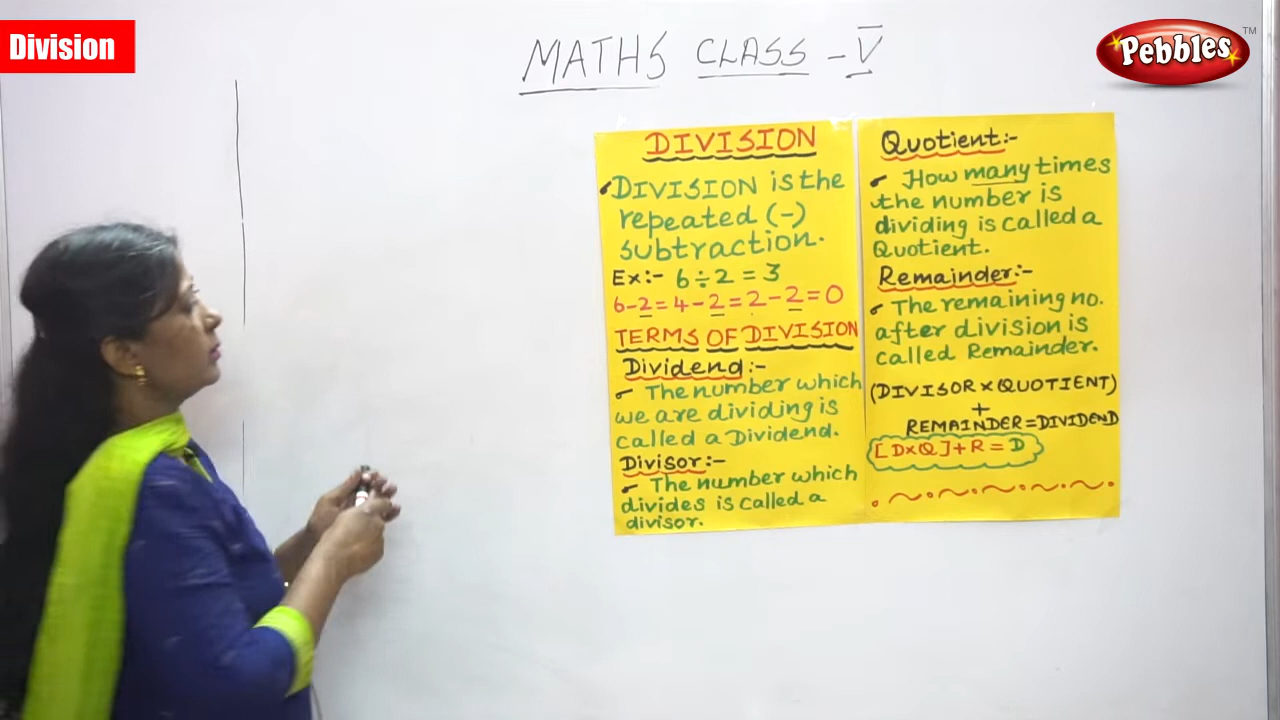 Division
MATHS CLASS - V
Pebbles TM
DIVISION
DIVISION is the
repeated (-)
subtraction.
Ex:- 6 ÷ 2 = 3
6-2=4-2=2-2=0
TERMS OF DIVISION
Dividend:-
The number which
we are dividing is
called a Dividend.
Divisor:-
The number which
divides is called a
divisor.
Quotient:-
How many times
the number is
dividing is called a
Quotient.
Remainder:-
The remaining no.
after division is
called Remainder.
(DIVISOR X QUOTIENT)
+
REMAINDER=DIVIDEND
[D×Q]+R = D